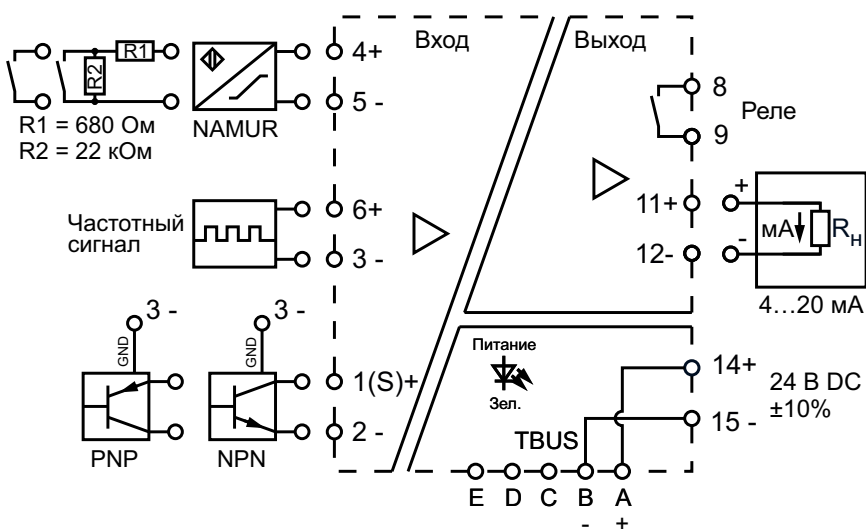 Вход
Выход
R1
R2
R1 = 680 Ом
R2 = 22 кОм
NAMUR
4+
5 -
8
Реле
9
Частотный
сигнал
6+
3 -
11+
12-
+
-
мА
Rн
4...20 мА
3 -
3 -
GND
GND
PNP
NPN
1(S)+
2 -
Питание
Зел.
14+
15 -
24 В DC
±10%
TBUS
E D C B A
- +